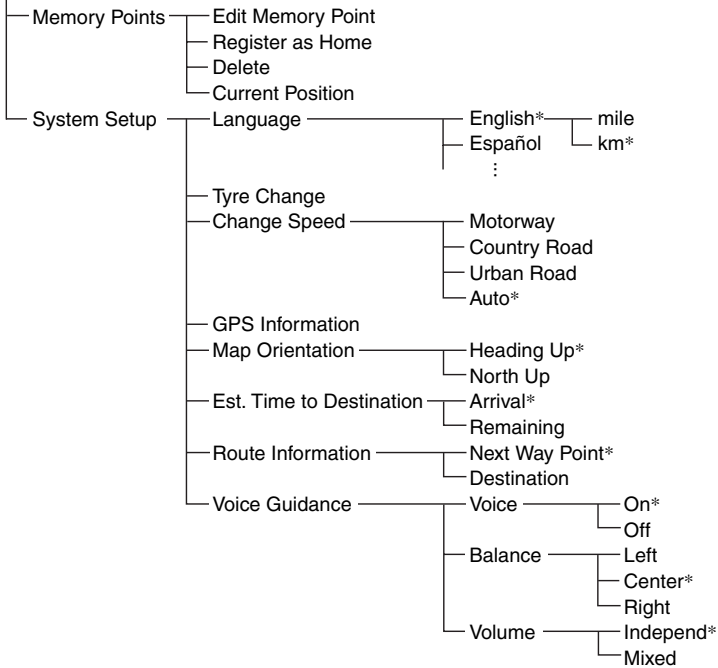 Memory Points Edit Memory Point
Register as Home
Delete
Current Position
System Setup Language English* mile
Español km*
⋮
Tyre Change
Change Speed Motorway
Country Road
Urban Road
Auto*
GPS Information
Map Orientation Heading Up*
North Up
Est. Time to Destination Arrival*
Remaining
Route Information Next Way Point*
Destination
Voice Guidance Voice On*
Off
Balance Left
Center*
Right
Volume Independ*
Mixed